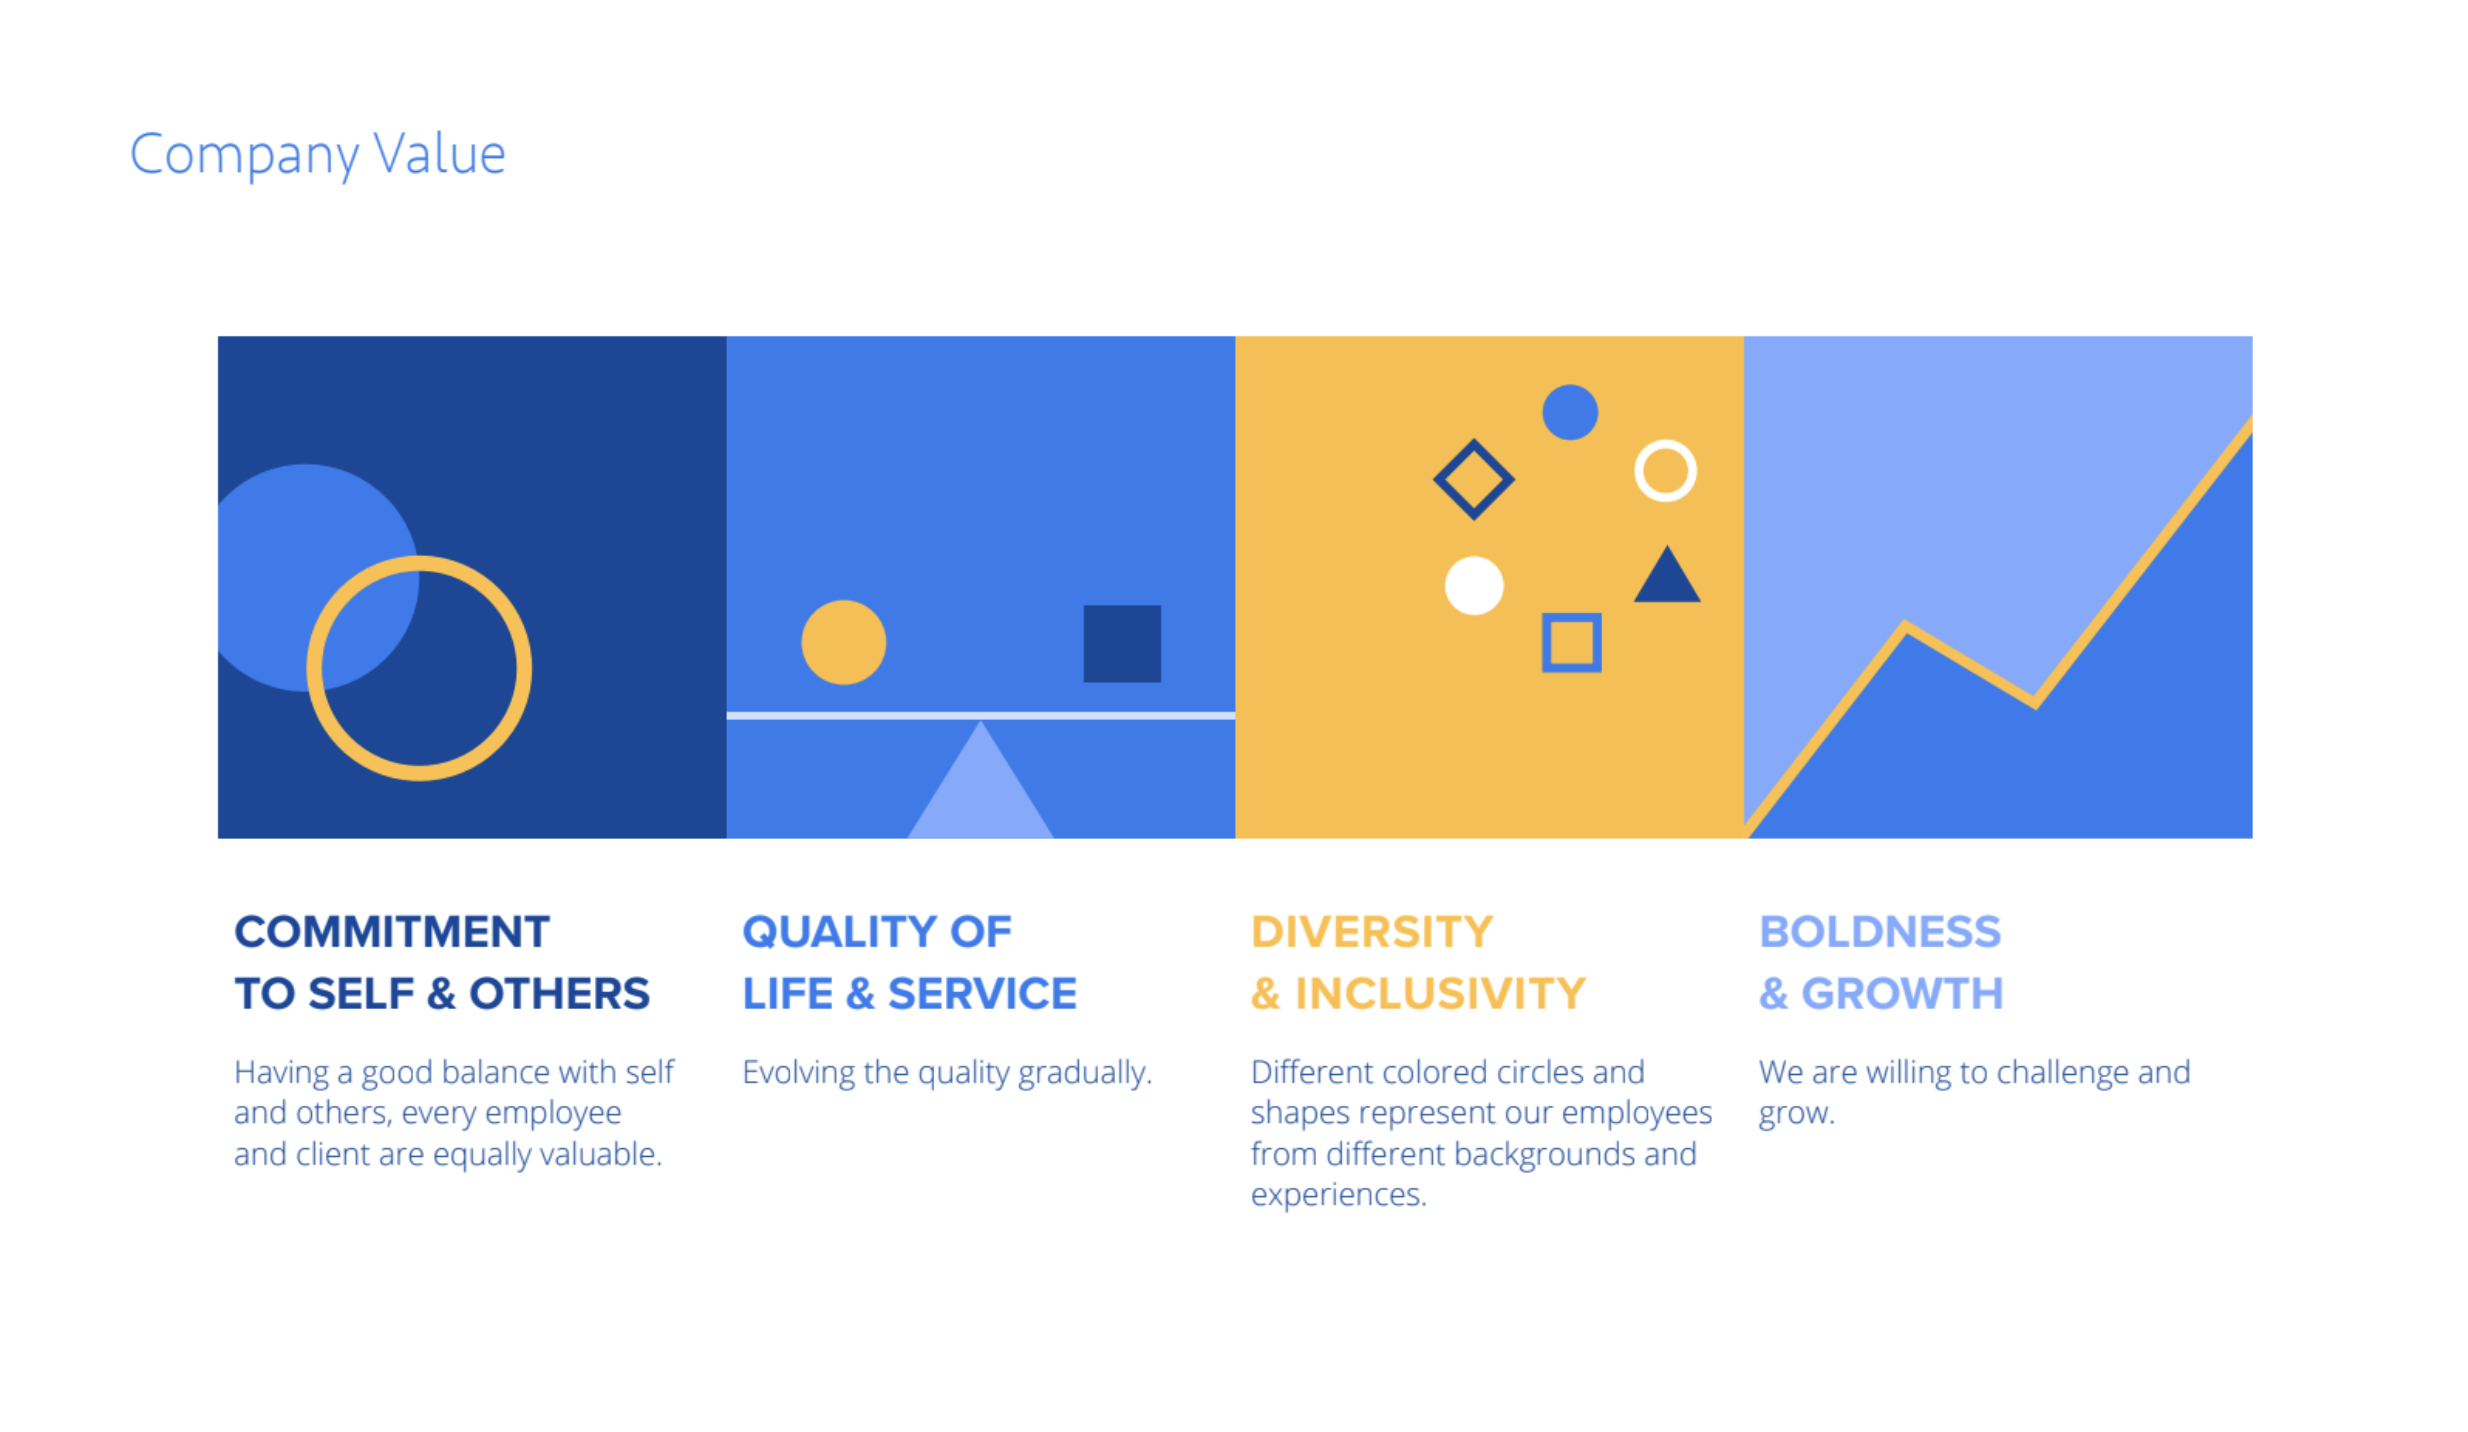 Company Value
COMMITMENT
TO SELF & OTHERS
Having a good balance with self
and others, every employee
and client are equally valuable.
QUALITY OF
LIFE & SERVICE
Evolving the quality gradually.
DIVERSITY
& INCLUSIVITY
Different colored circles and
shapes represent our employees
from different backgrounds and
experiences.
BOLDNESS
& GROWTH
We are willing to challenge and
grow.